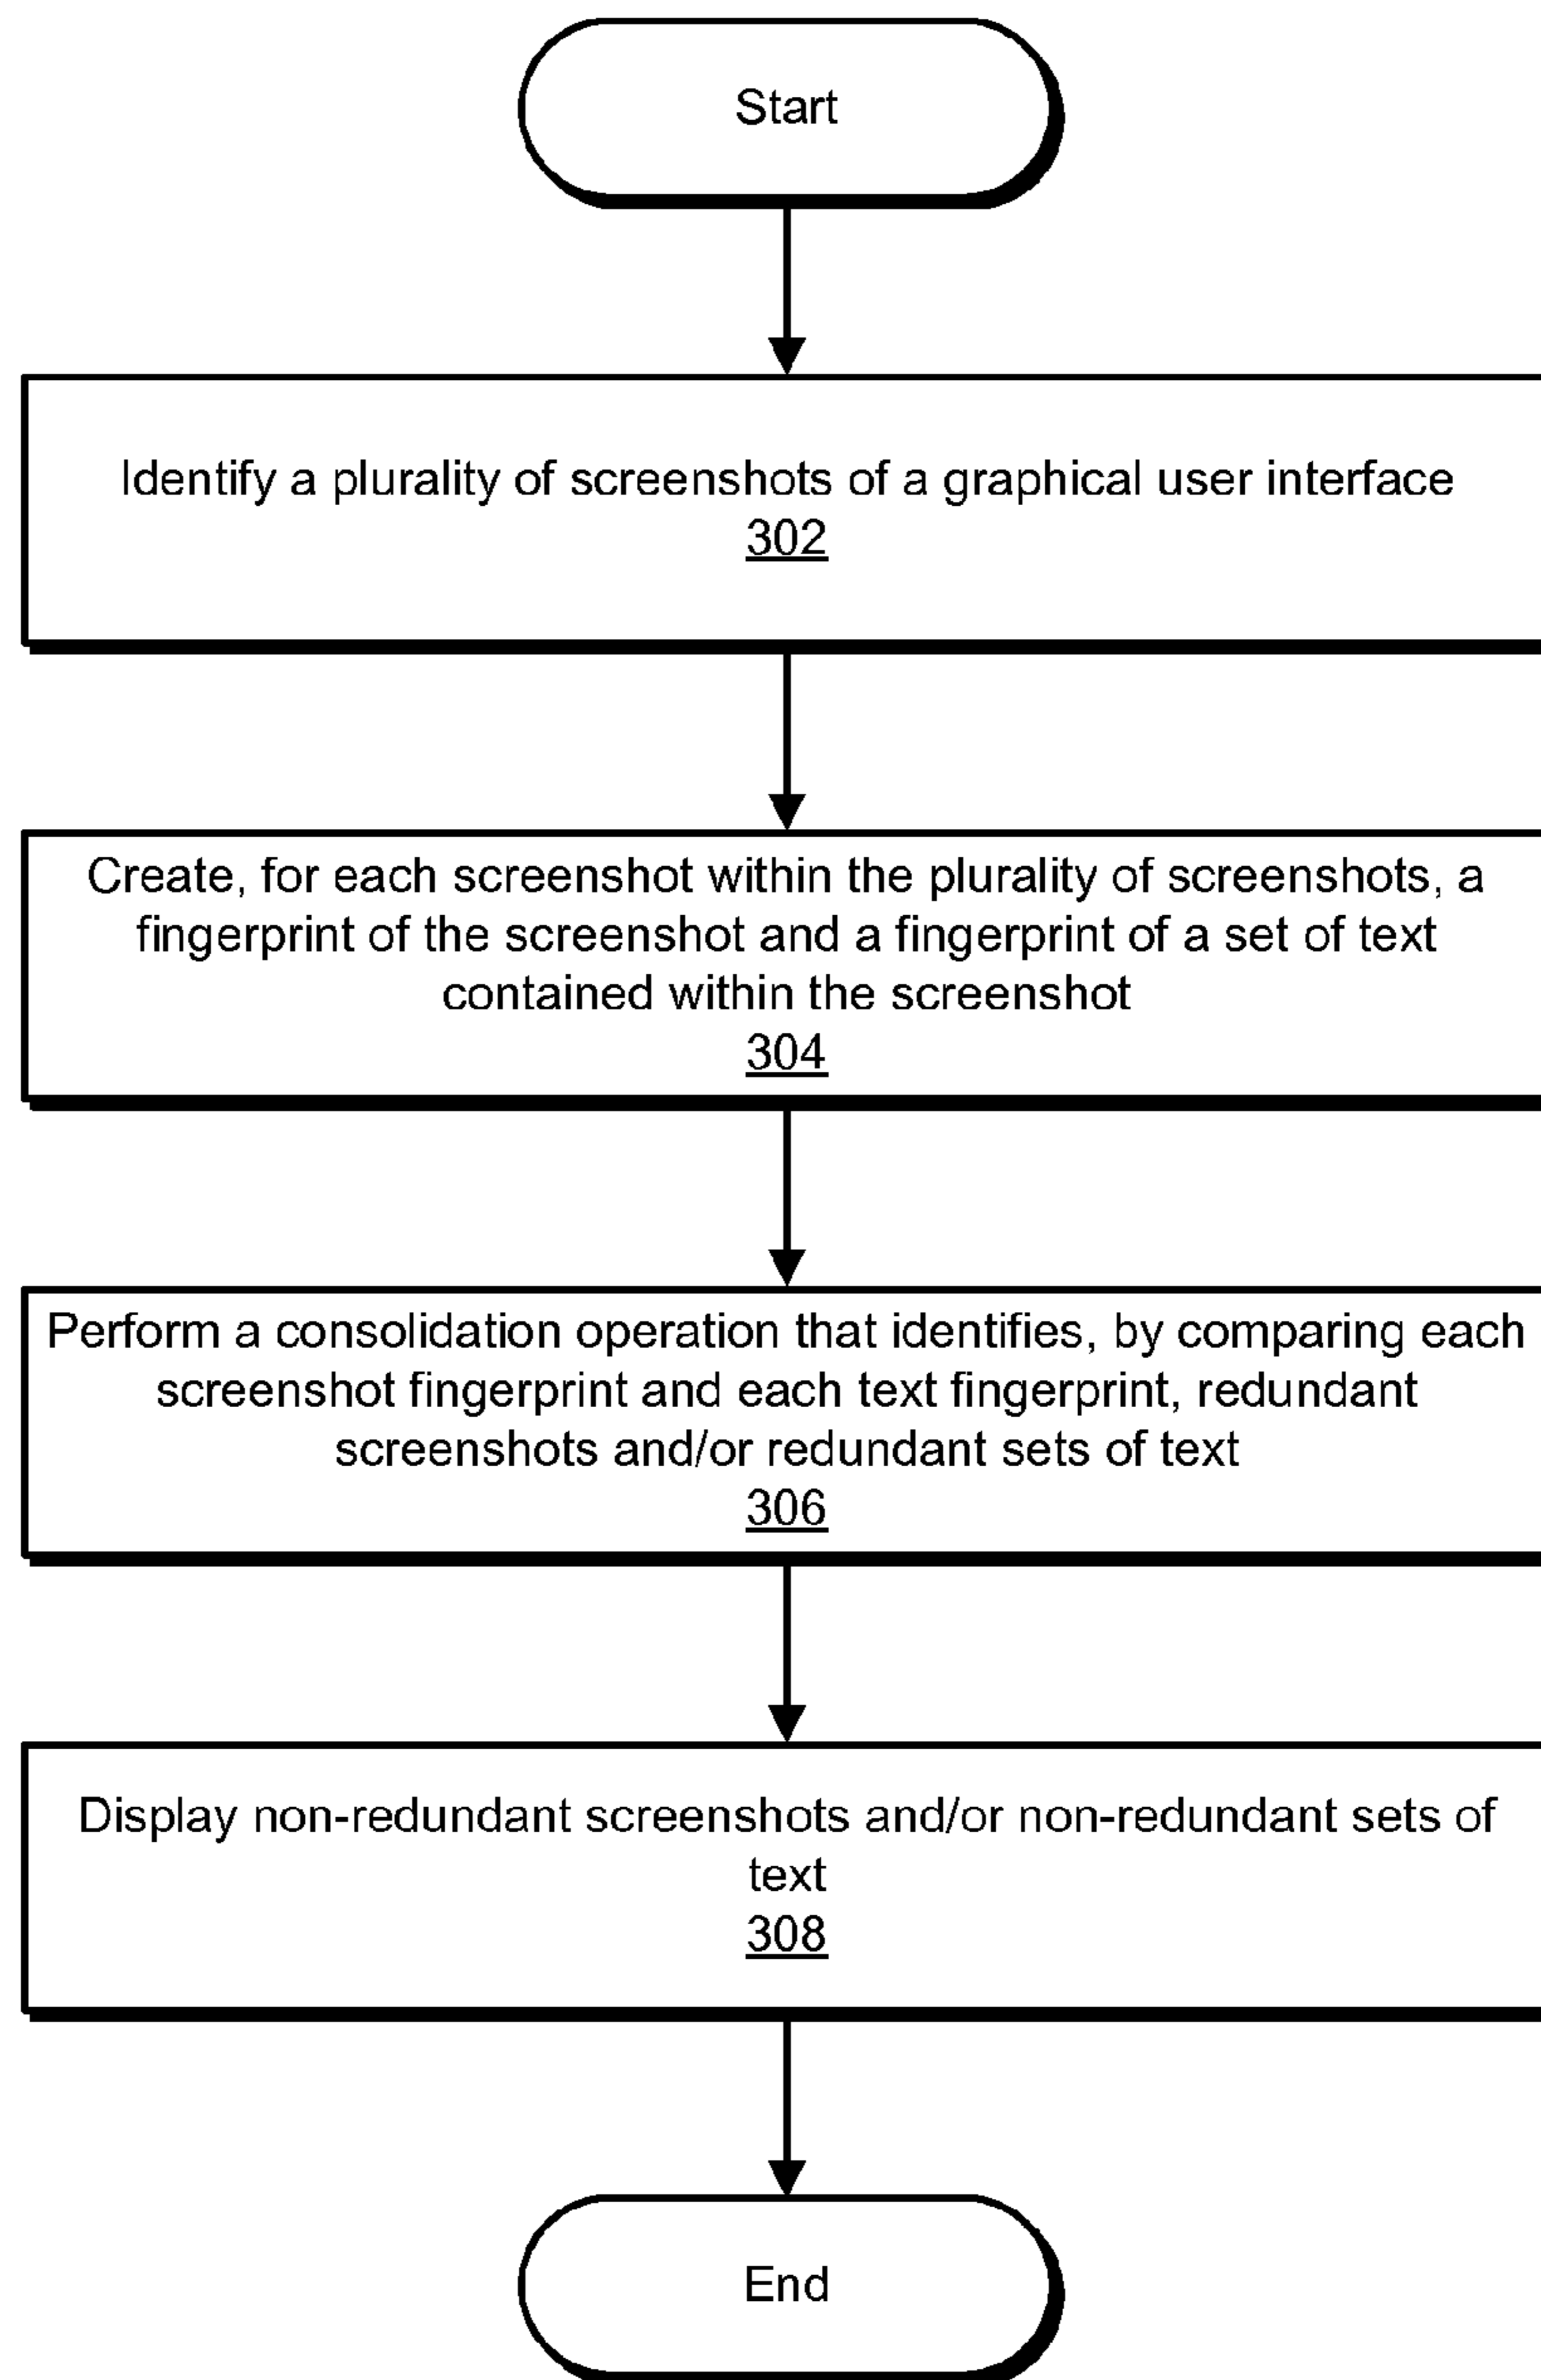 Start
Identify a plurality of screenshots of a graphical user interface
302
Create, for each screenshot within the plurality of screenshots, a
fingerprint of the screenshot and a fingerprint of a set of text
contained within the screenshot
304
Perform a consolidation operation that identifies, by comparing each
screenshot fingerprint and each text fingerprint, redundant
screenshots and/or redundant sets of text
306
Display non-redundant screenshots and/or non-redundant sets of
text
308
End